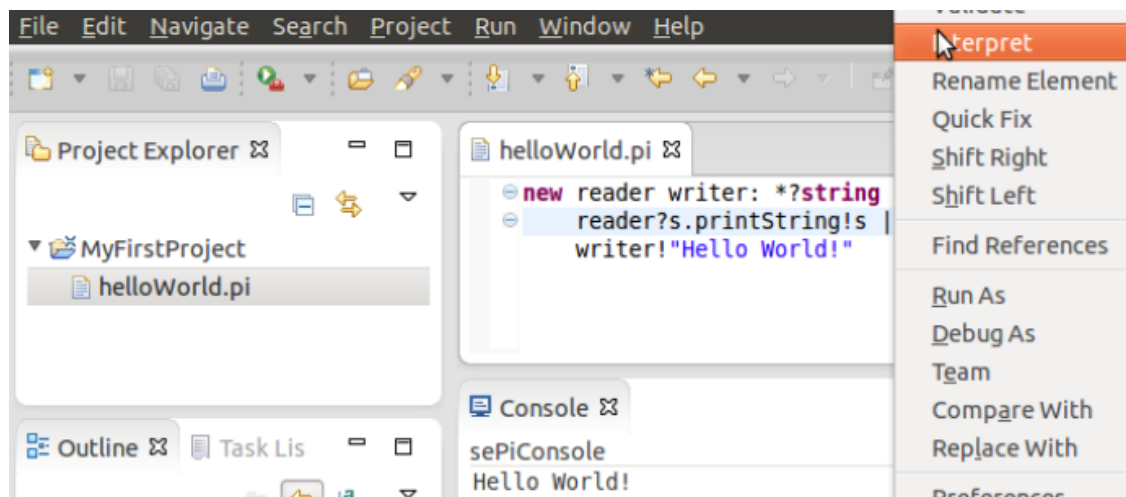 File Edit Navigate Search Project Run Window Help
Project Explorer
MyFirstProject
helloWorld.pi
Outline Task Lis
helloWorld.pi
new reader writer: *?string
reader?s.printString!s |
writer!"Hello World!"
Console
sePiConsole
Hello World!
Validate
Interpret
Rename Element
Quick Fix
Shift Right
Shift Left
Find References
Run As
Debug As
Team
Compare With
Replace With
Preferences